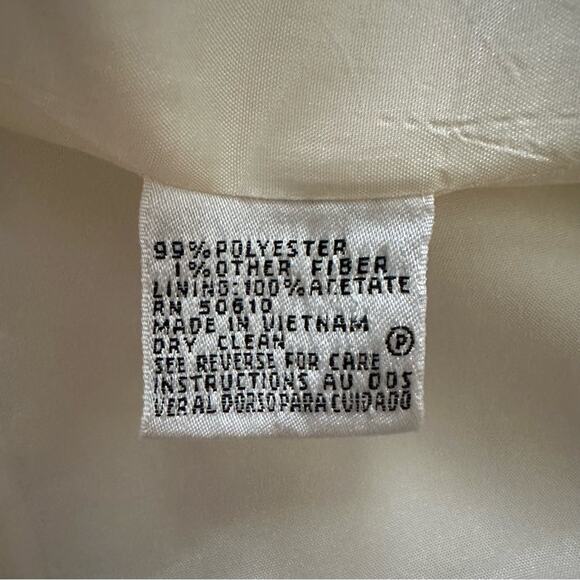 99% POLYESTER
1% OTHER FIBER
LINING: 100% ACETATE
RN 50610
MADE IN VIETNAM
DRY CLEAN Ⓟ
SEE REVERSE FOR CARE
INSTRUCTIONS AU DOS
VER AL DORSO PARA CUIDADO